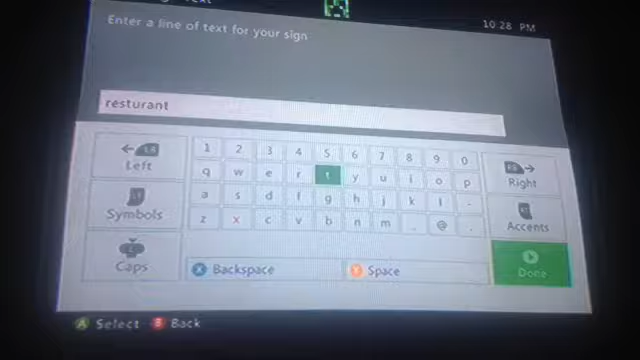 Enter a line of text for your sign
10:28 PM
resturant
Left
1 2 3 4 5 6 7 8 9 0
q w e r t y u i o p
Right
Symbols
a s d f g h j k l -
z x c v b n m . @
Accents
Caps
X Backspace
Y Space
Done
A Select B Back